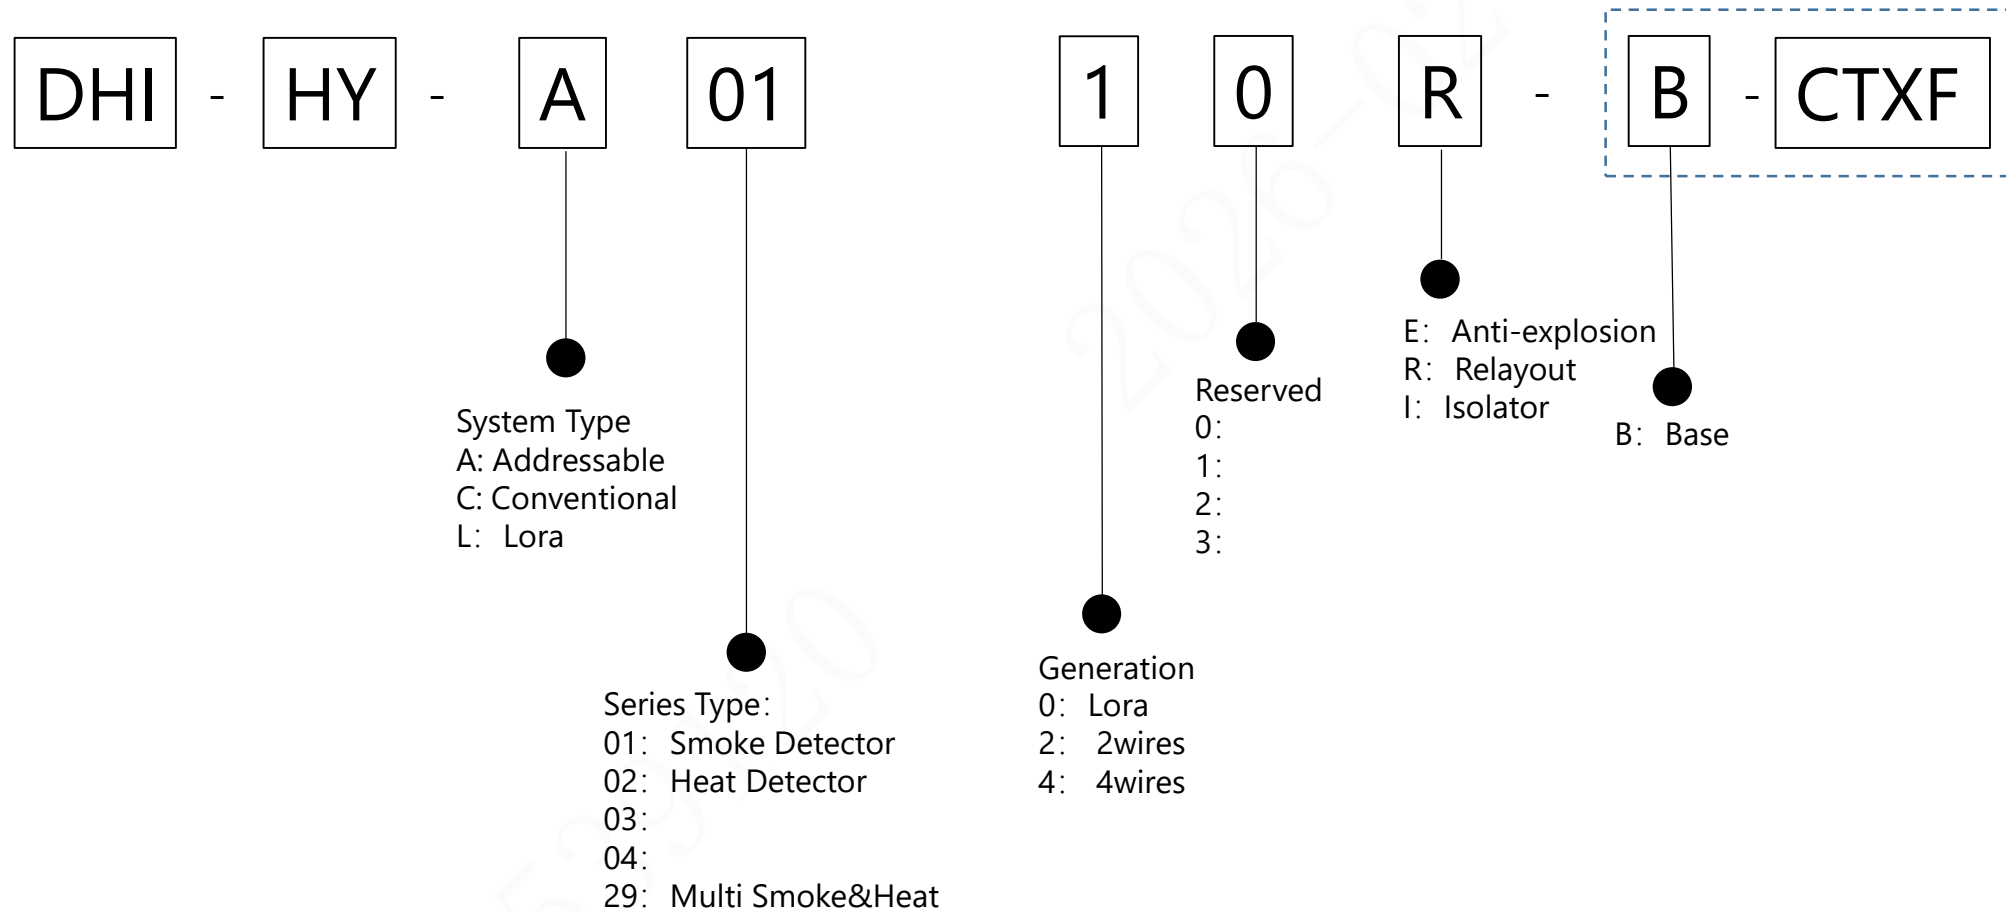 DHI - HY - A 01 1 0 R - B - CTXF
System Type
A: Addressable
C: Conventional
L： Lora
Series Type：
01： Smoke Detector
02： Heat Detector
03：
04：
29： Multi Smoke&Heat
Generation
0： Lora
2： 2wires
4： 4wires
Reserved
0：
1：
2：
3：
E： Anti-explosion
R： Relayout
I： Isolator
B： Base